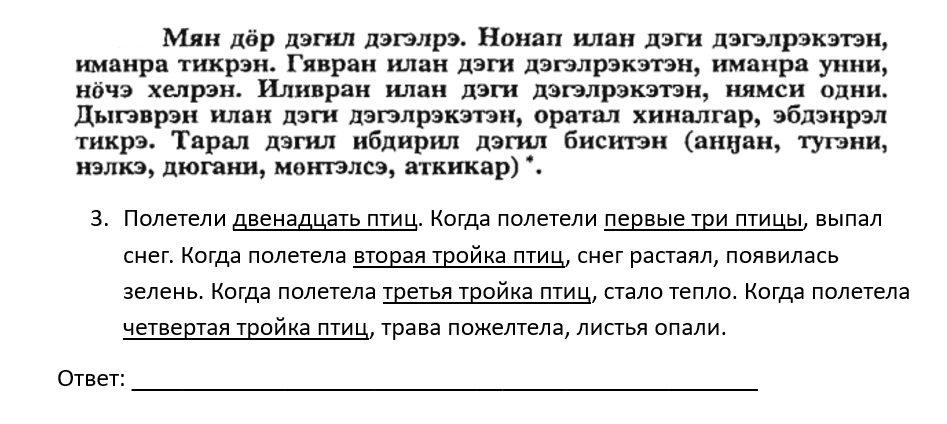 Мян дёр дэгил дэгэлрэ. Нонап илан дэги дэгэлрэкэтэн,
иманра тикрэн. Гявран илан дэги дэгэлрэкэтэн, иманра унни,
нёчэ хелрэн. Иливран илан дэги дэгэлрэкэтэн, нямси одни.
Дыгэврэн илан дэги дэгэлрэкэтэн, оратал хиналгар, эбдэнрэл
тикрэ. Тарал дэгил ибдирил дэгил биситэн (анӈан, тугэни,
нэлкэ, дюгани, мөнтэлсэ, аткикар) *.
3. Полетели двенадцать птиц. Когда полетели первые три птицы, выпал
снег. Когда полетела вторая тройка птиц, снег растаял, появилась
зелень. Когда полетела третья тройка птиц, стало тепло. Когда полетела
четвертая тройка птиц, трава пожелтела, листья опали.
Ответ: